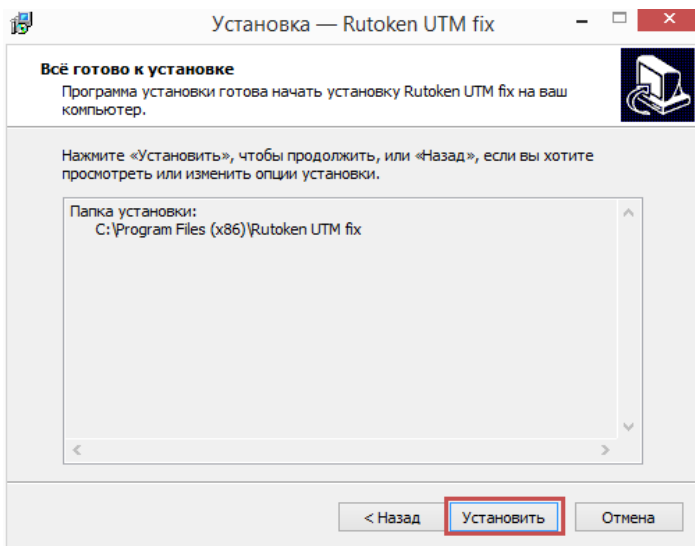 Установка — Rutoken UTM fix
Всё готово к установке
Программа установки готова начать установку Rutoken UTM fix на ваш
компьютер.
Нажмите «Установить», чтобы продолжить, или «Назад», если вы хотите
просмотреть или изменить опции установки.
Папка установки:
C:\Program Files (x86)\Rutoken UTM fix
< Назад
Установить
Отмена